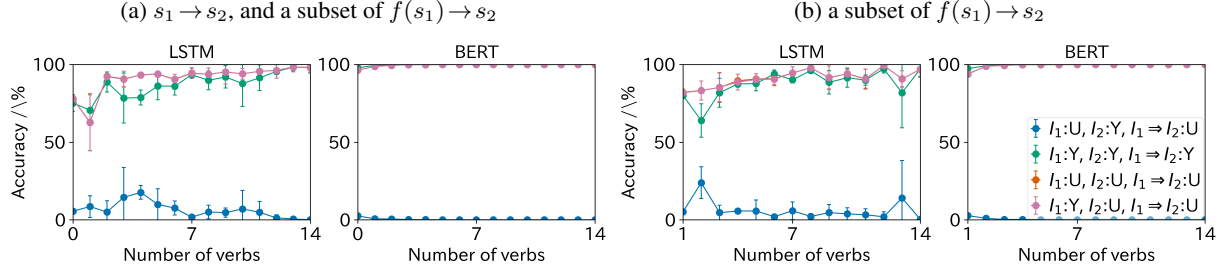 (a) s₁→s₂, and a subset of f(s₁)→s₂
(b) a subset of f(s₁)→s₂
LSTM
BERT
LSTM
BERT
Accuracy /\%
100
50
0
0 7 14
Number of verbs
100
50
0
0 7 14
Number of verbs
Accuracy /\%
100
50
0
1 7 14
Number of verbs
100
50
0
1 7 14
Number of verbs
I₁:U, I₂:Y, I₁⇒I₂:U
I₁:Y, I₂:Y, I₁⇒I₂:Y
I₁:U, I₂:U, I₁⇒I₂:U
I₁:Y, I₂:U, I₁⇒I₂:U